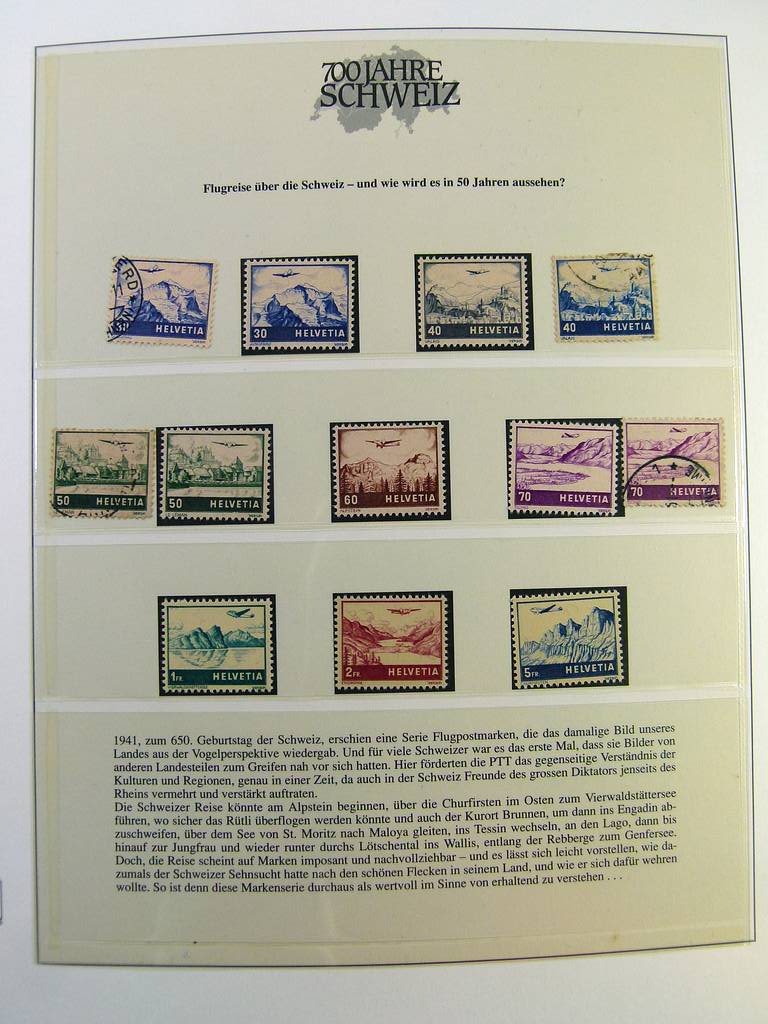 700 JAHRE
SCHWEIZ
Flugreise über die Schweiz – und wie wird es in 50 Jahren aussehen?
30 HELVETIA
30 HELVETIA
40 HELVETIA
40 HELVETIA
50 HELVETIA
50 HELVETIA
60 HELVETIA
70 HELVETIA
70 HELVETIA
1FR. HELVETIA
2FR. HELVETIA
5FR. HELVETIA
1941, zum 650. Geburtstag der Schweiz, erschien eine Serie Flugpostmarken, die das damalige Bild unseres
Landes aus der Vogelperspektive wiedergab. Und für viele Schweizer war es das erste Mal, dass sie Bilder von
anderen Landesteilen zum Greifen nah vor sich hatten. Hier förderten die PTT das gegenseitige Verständnis der
Kulturen und Regionen, genau in einer Zeit, da auch in der Schweiz Freunde des grossen Diktators jenseits des
Rheins vermehrt und verstärkt auftraten.
Die Schweizer Reise könnte am Alpstein beginnen, über die Churfirsten im Osten zum Vierwaldstättersee
führen, wo sicher das Rütli überflogen werden könnte und auch der Kurort Brunnen, um dann ins Engadin ab-
zuschweifen, über dem See von St. Moritz nach Maloya gleiten, ins Tessin wechseln, an den Lago, dann bis
hinauf zur Jungfrau und wieder runter durchs Lötschental ins Wallis, entlang der Rebberge zum Genfersee.
Doch, die Reise scheint auf Marken imposant und nachvollziehbar – und es lässt sich leicht vorstellen, wie da-
zumals der Schweizer Sehnsucht hatte nach den schönen Flecken in seinem Land, und wie er sich dafür wehren
wollte. So ist denn diese Markenserie durchaus als wertvoll im Sinne von erhaltend zu verstehen . . .